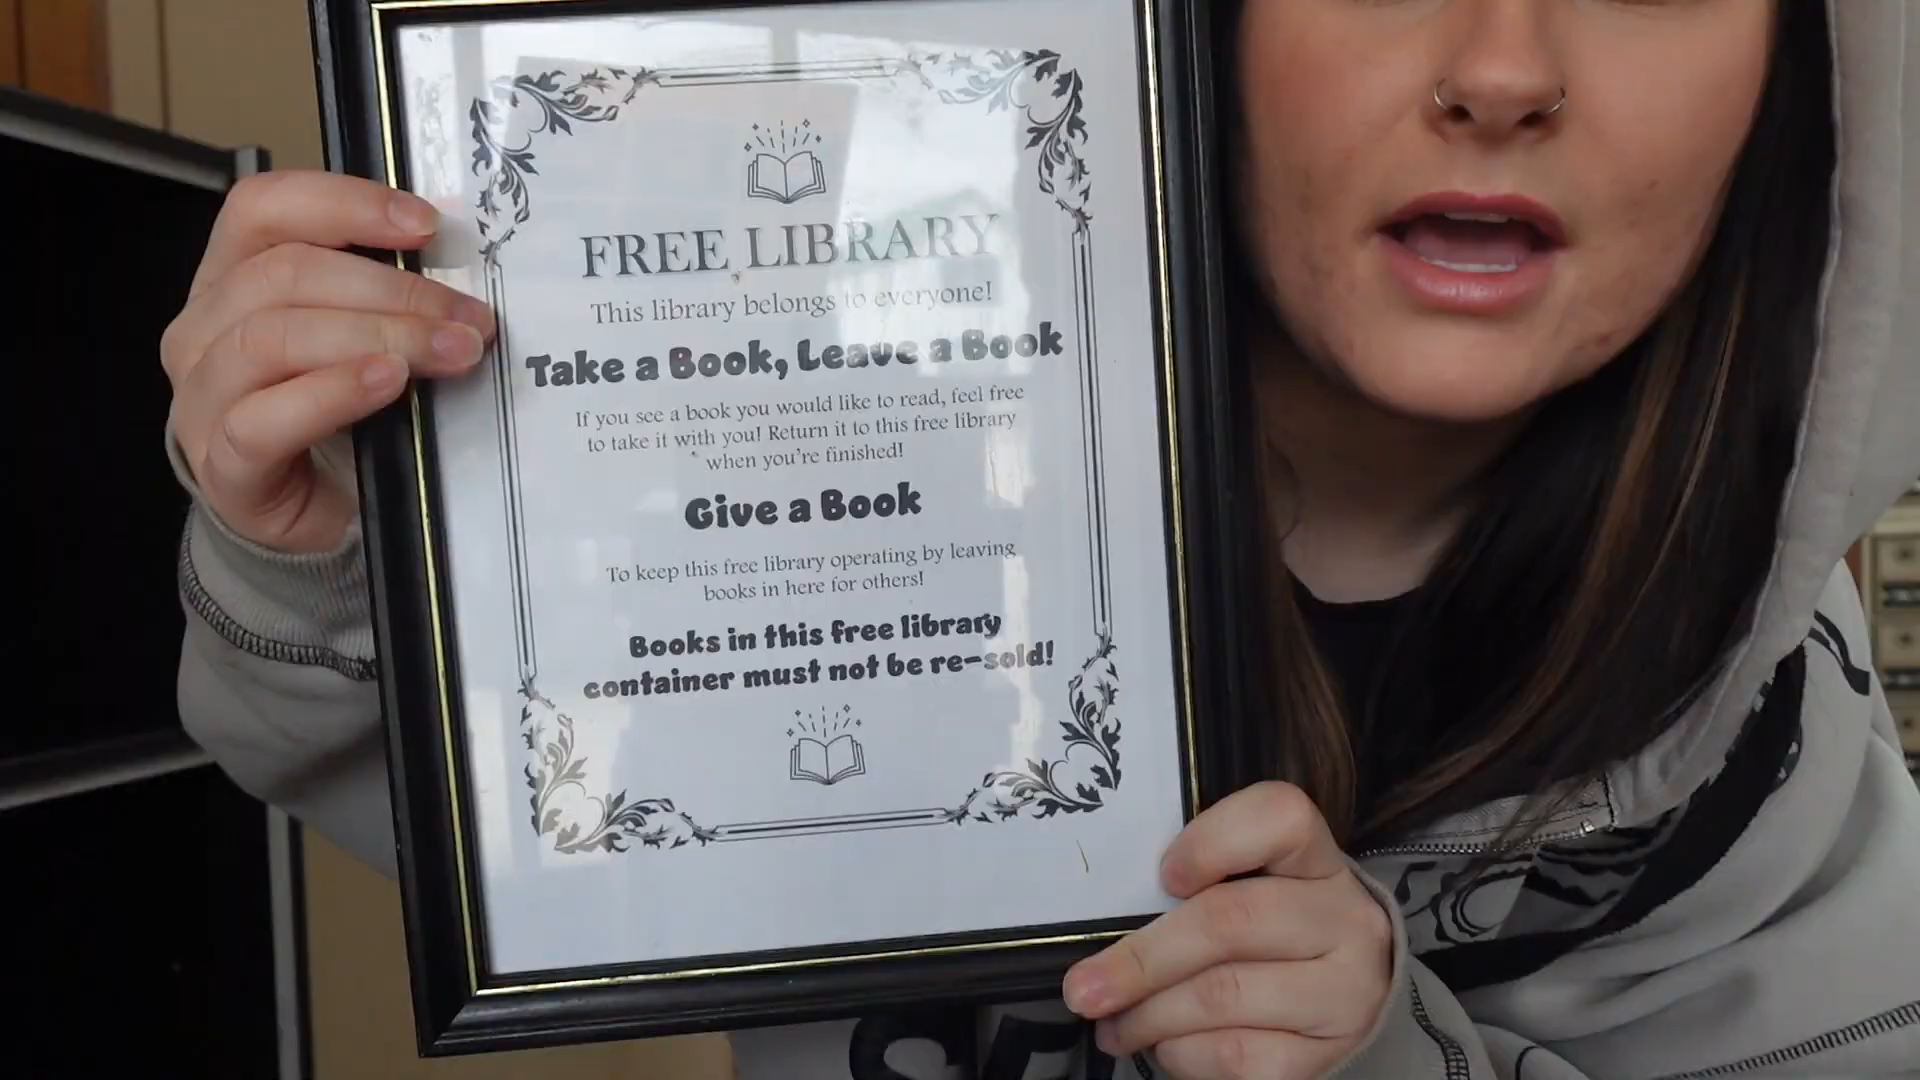 FREE LIBRARY
This library belongs to everyone!
Take a Book, Leave a Book
If you see a book you would like to read, feel free
to take it with you! Return it to this free library
when you're finished!
Give a Book
To keep this free library operating by leaving
books in here for others!
Books in this free library
container must not be re-sold!